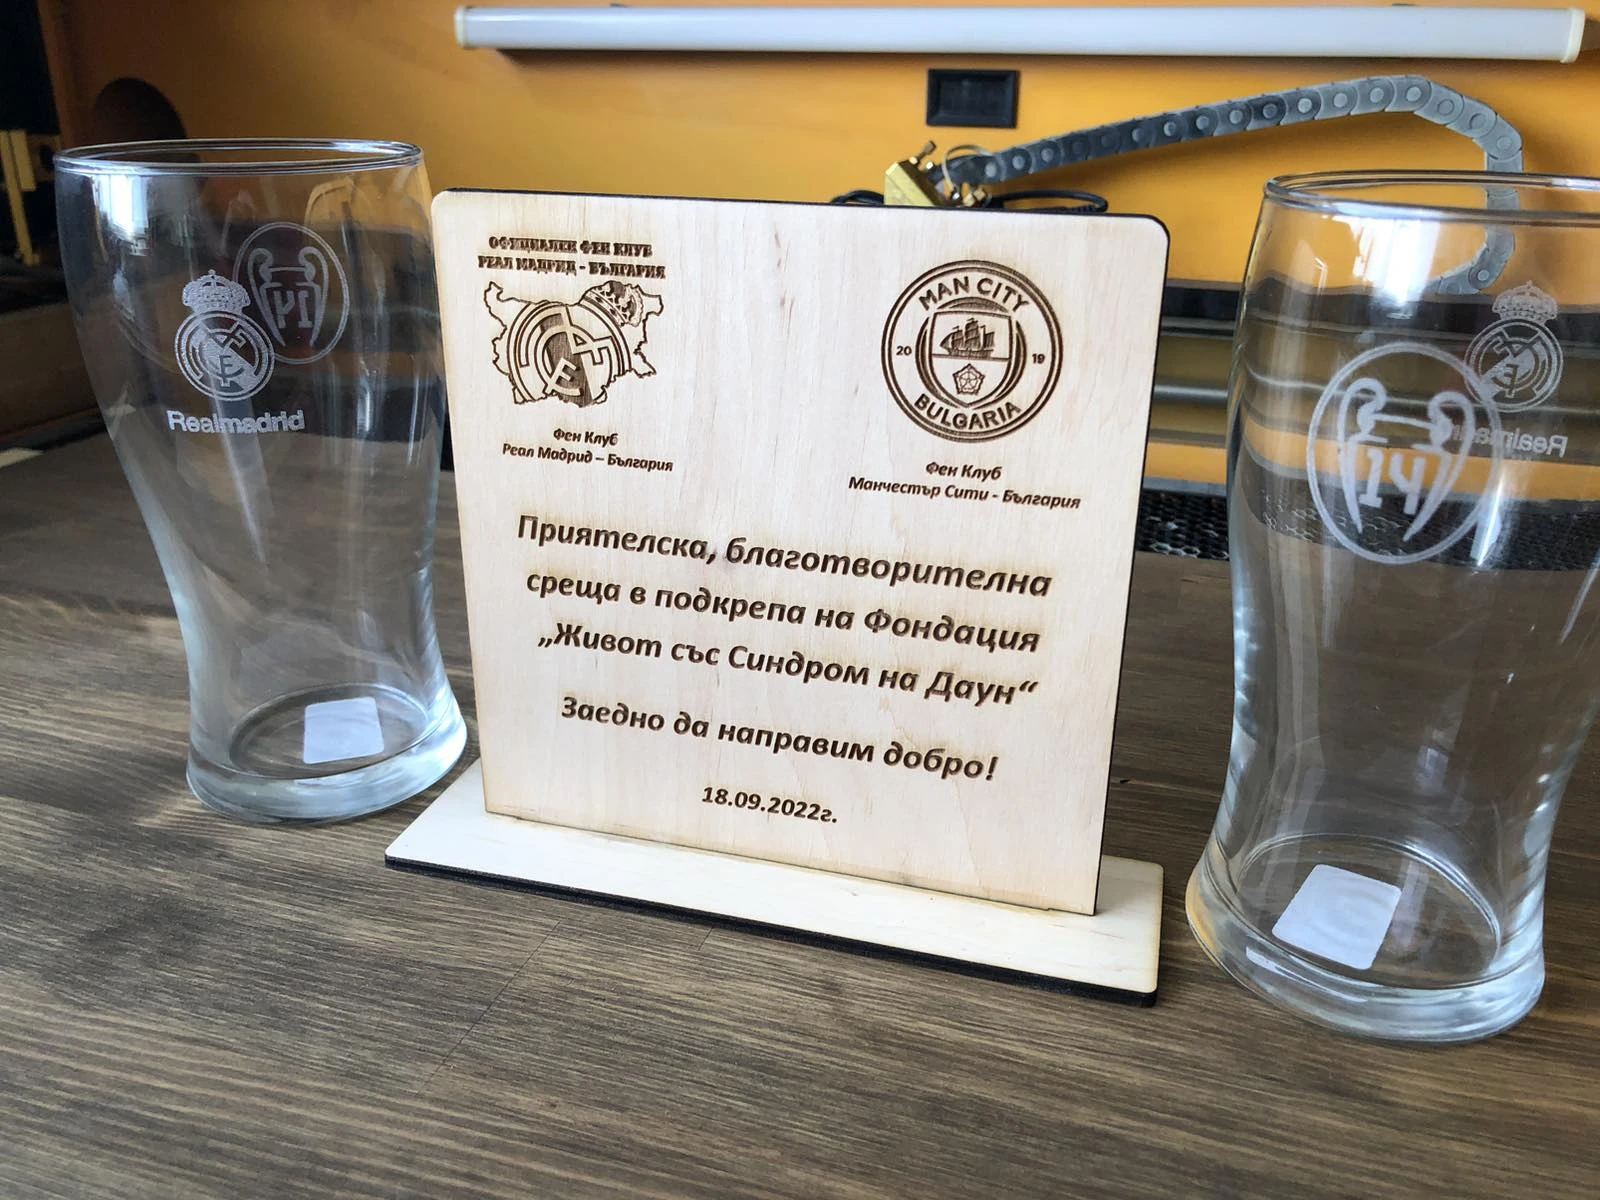 ОФИЦИАЛЕН ФЕН КЛУБ
РЕАЛ МАДРИД - БЪЛГАРИЯ
Фен Клуб
Реал Мадрид – България
MAN CITY
20 19
BULGARIA
Фен Клуб
Манчестър Сити - България
Приятелска, благотворителна
среща в подкрепа на Фондация
„Живот със Синдром на Даун“
Заедно да направим добро!
18.09.2022г.
Realmadrid
14
14
Realmadrid